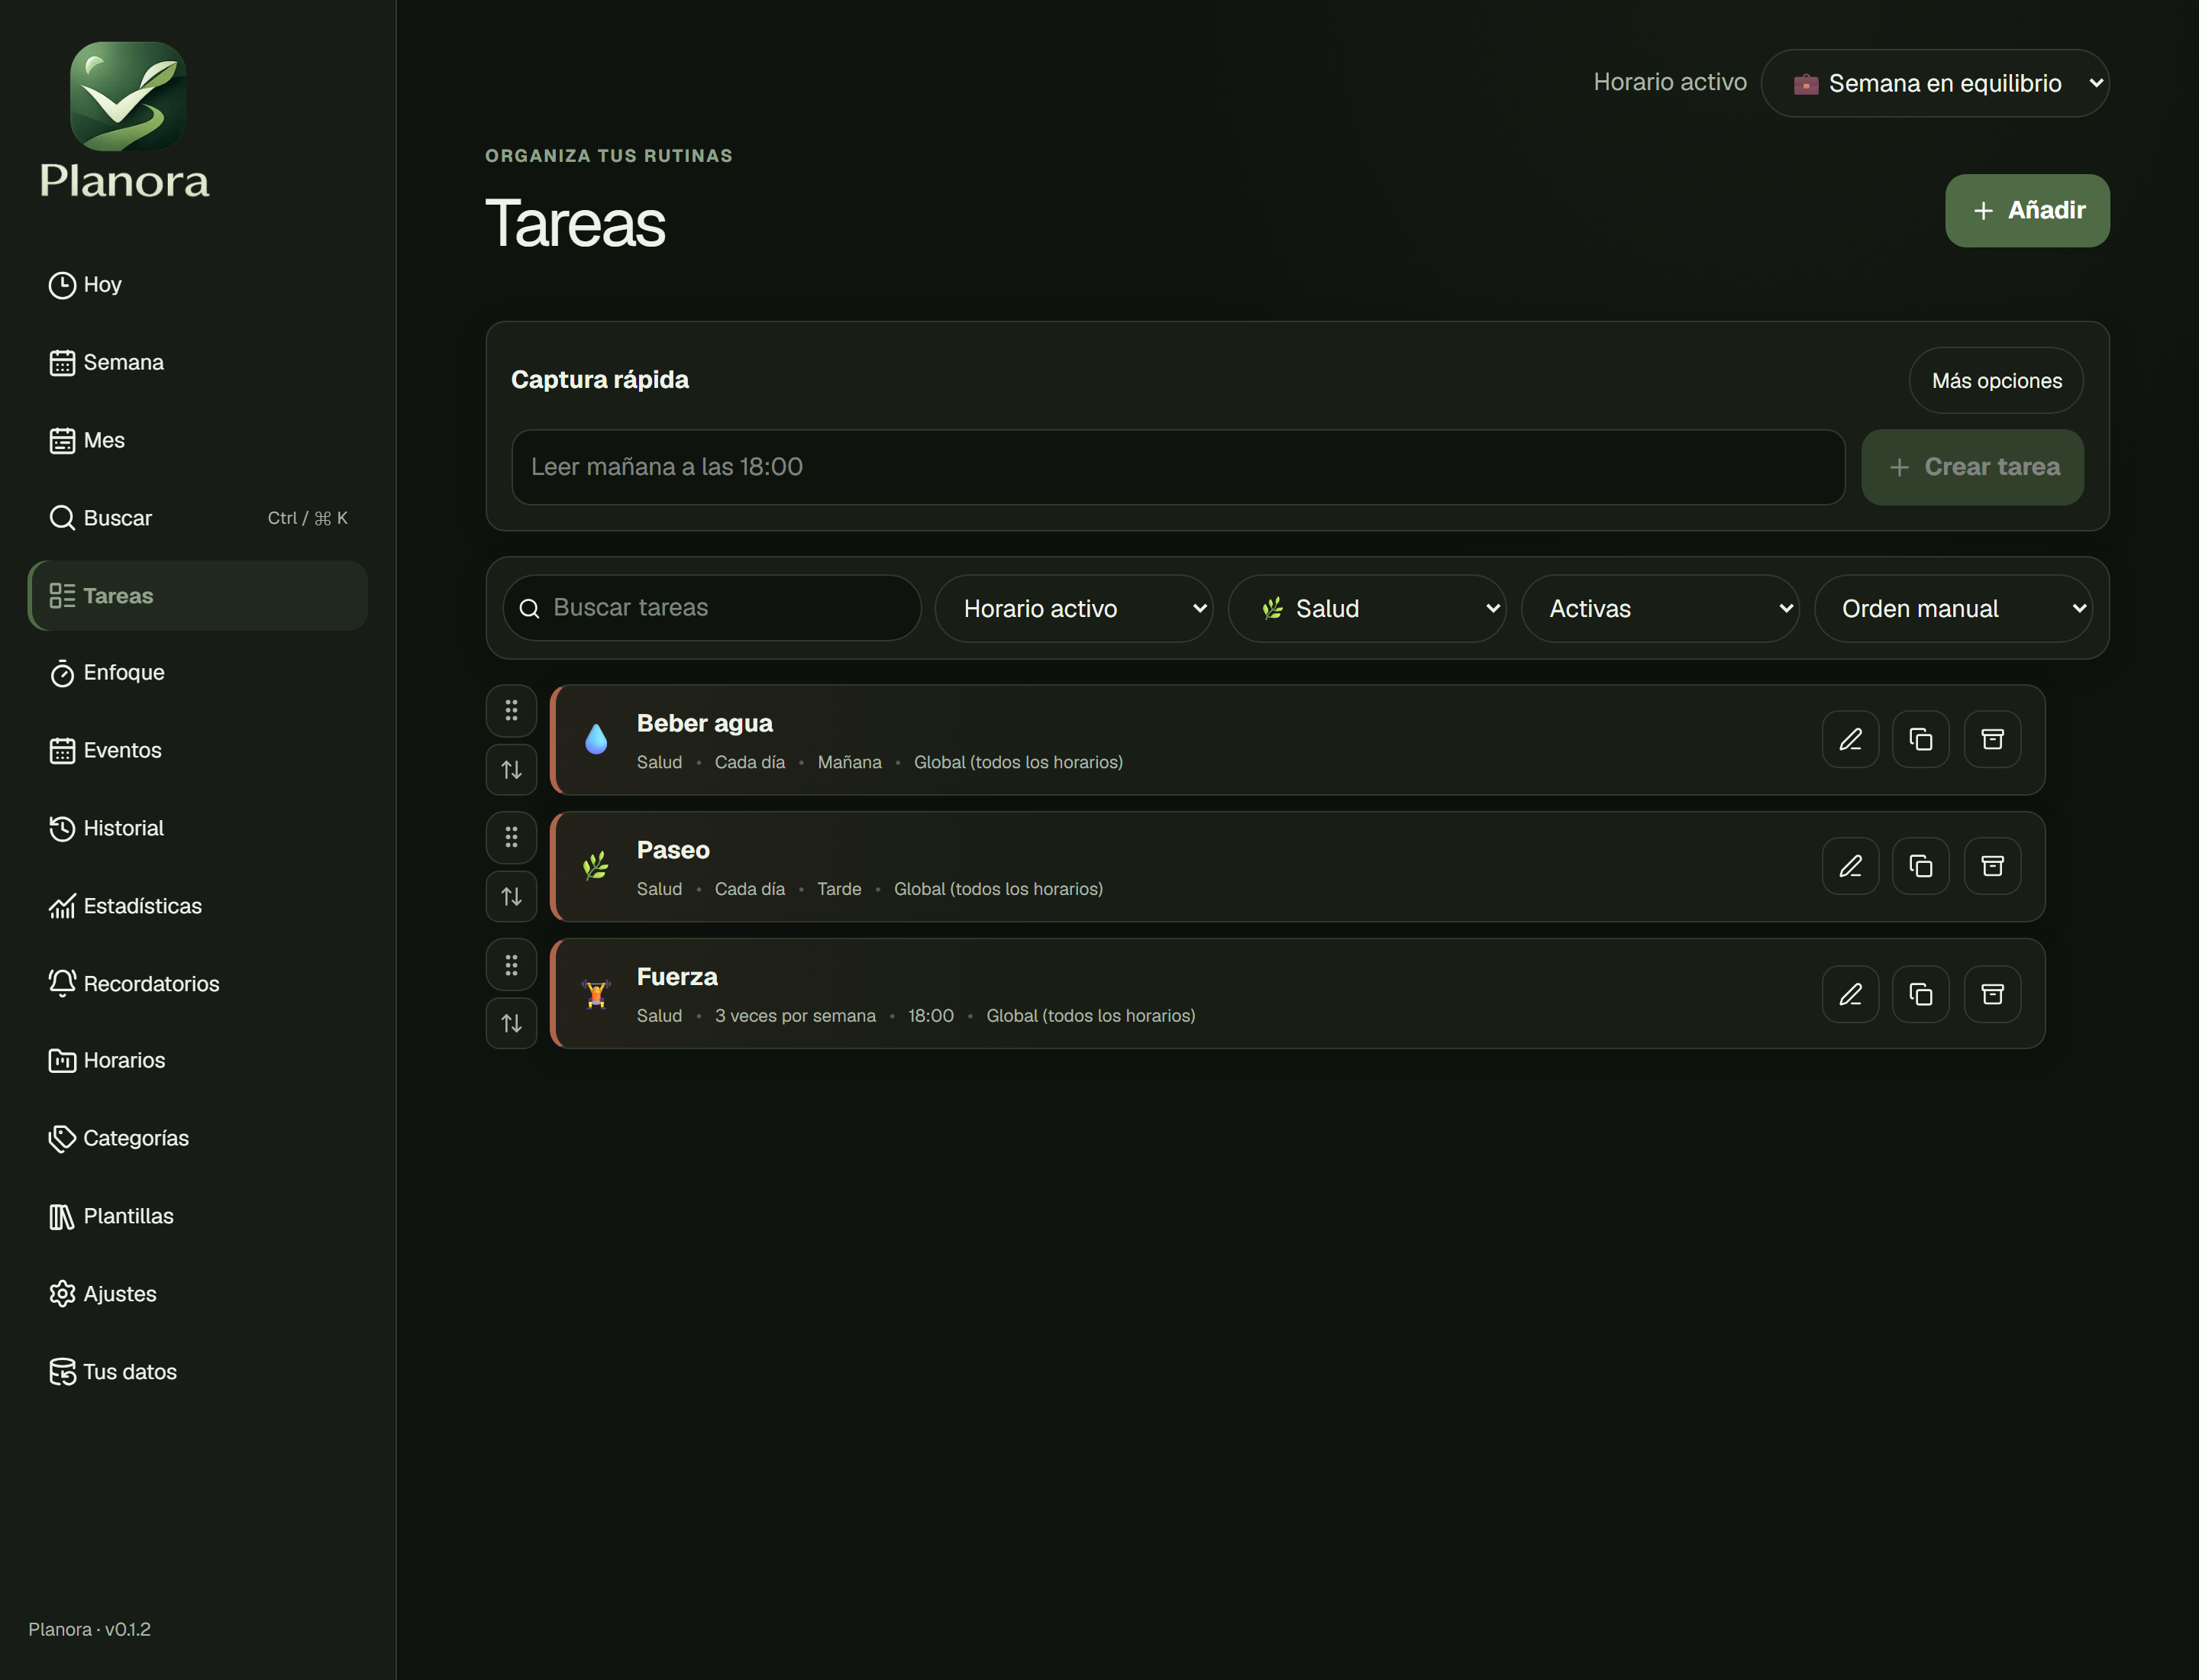 Planora
Hoy
Semana
Mes
Buscar Ctrl / ⌘ K
Tareas
Enfoque
Eventos
Historial
Estadísticas
Recordatorios
Horarios
Categorías
Plantillas
Ajustes
Tus datos
Planora · v0.1.2
Horario activo Semana en equilibrio
ORGANIZA TUS RUTINAS
Tareas
+ Añadir
Captura rápida
Más opciones
Leer mañana a las 18:00
+ Crear tarea
Buscar tareas Horario activo Salud Activas Orden manual
Beber agua
Salud • Cada día • Mañana • Global (todos los horarios)
Paseo
Salud • Cada día • Tarde • Global (todos los horarios)
Fuerza
Salud • 3 veces por semana • 18:00 • Global (todos los horarios)